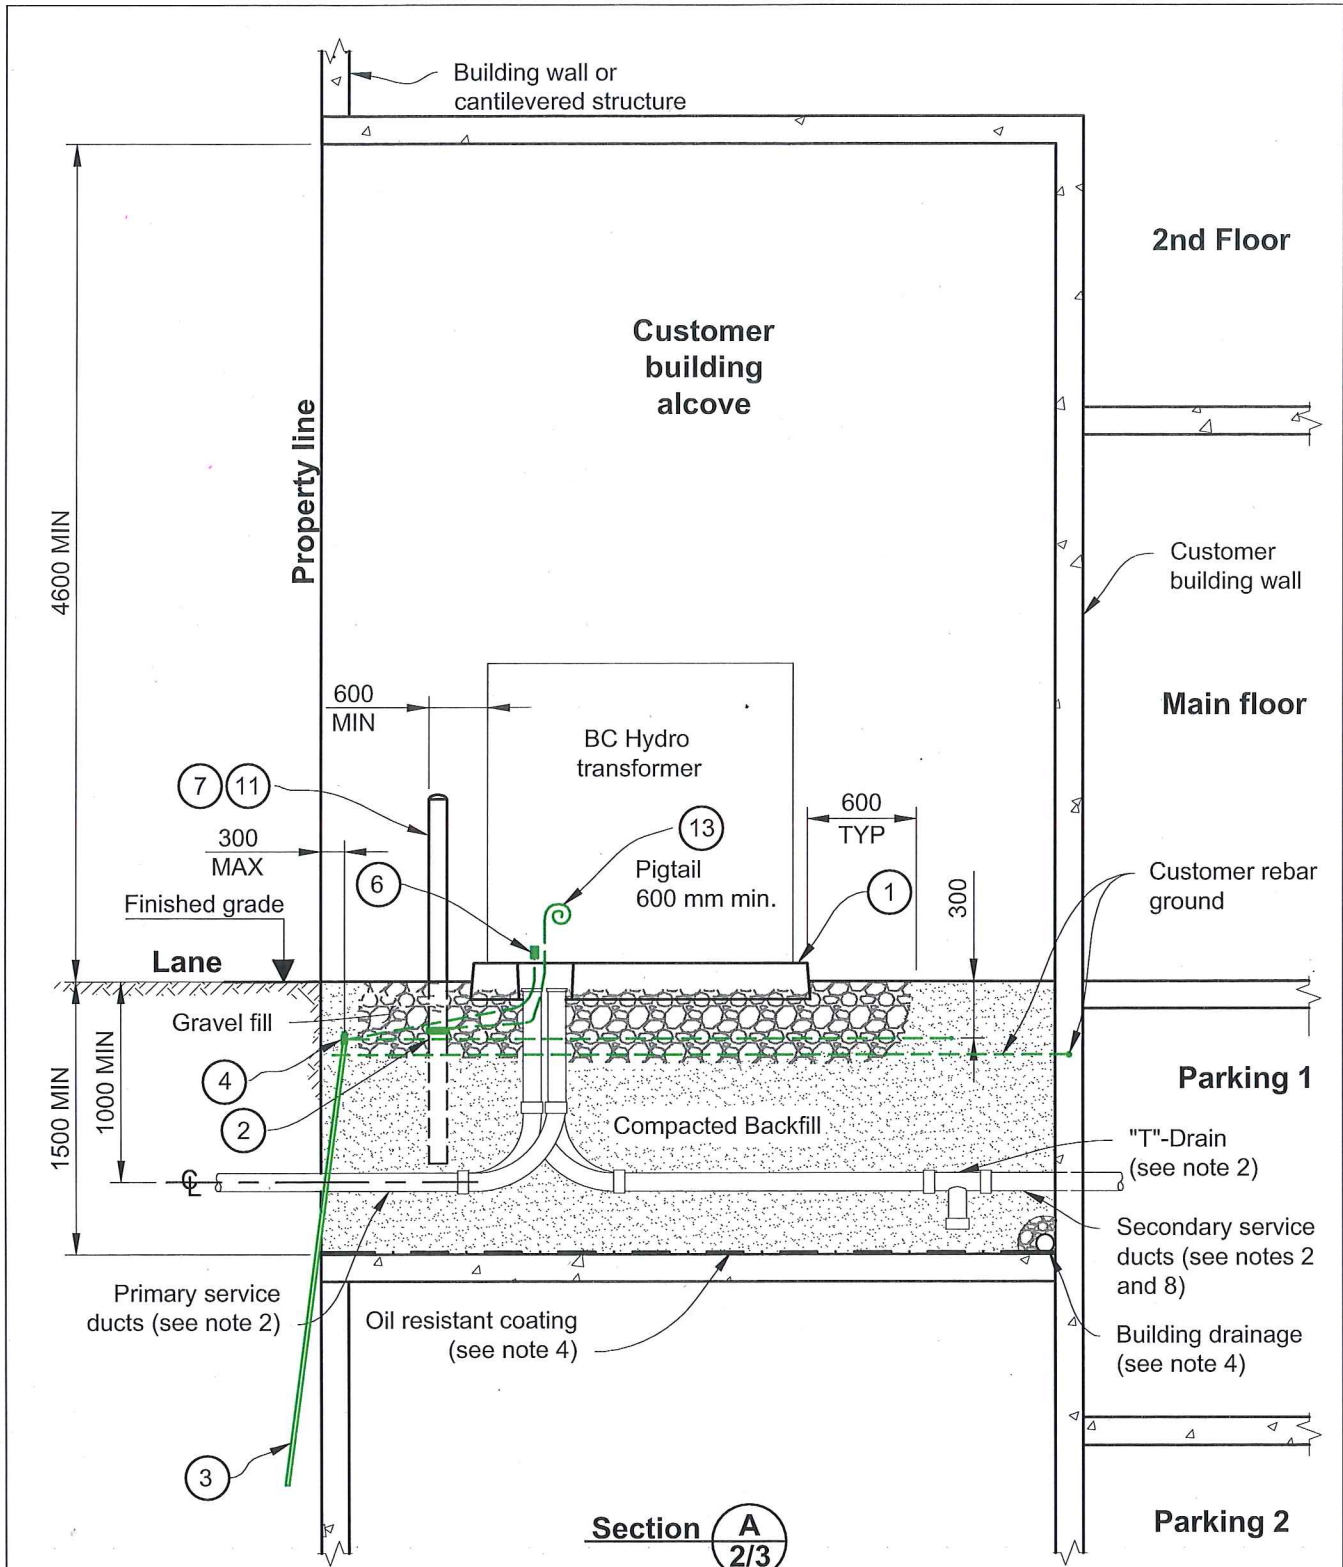 Building wall or
cantilevered structure
2nd Floor
Customer
building
alcove
Property line
4600 MIN
Customer
building wall
Main floor
600
MIN
BC Hydro
transformer
7 11
600
TYP
13
300
MAX
Pigtail
600 mm min.
6
1
300
Customer rebar
ground
Finished grade
Lane
Gravel fill
4
1000 MIN
1500 MIN
2
Parking 1
Compacted Backfill
"T"-Drain
(see note 2)
CL
Secondary service
ducts (see notes 2
and 8)
Primary service
ducts (see note 2)
Oil resistant coating
(see note 4)
Building drainage
(see note 4)
3
Section A
2/3
Parking 2